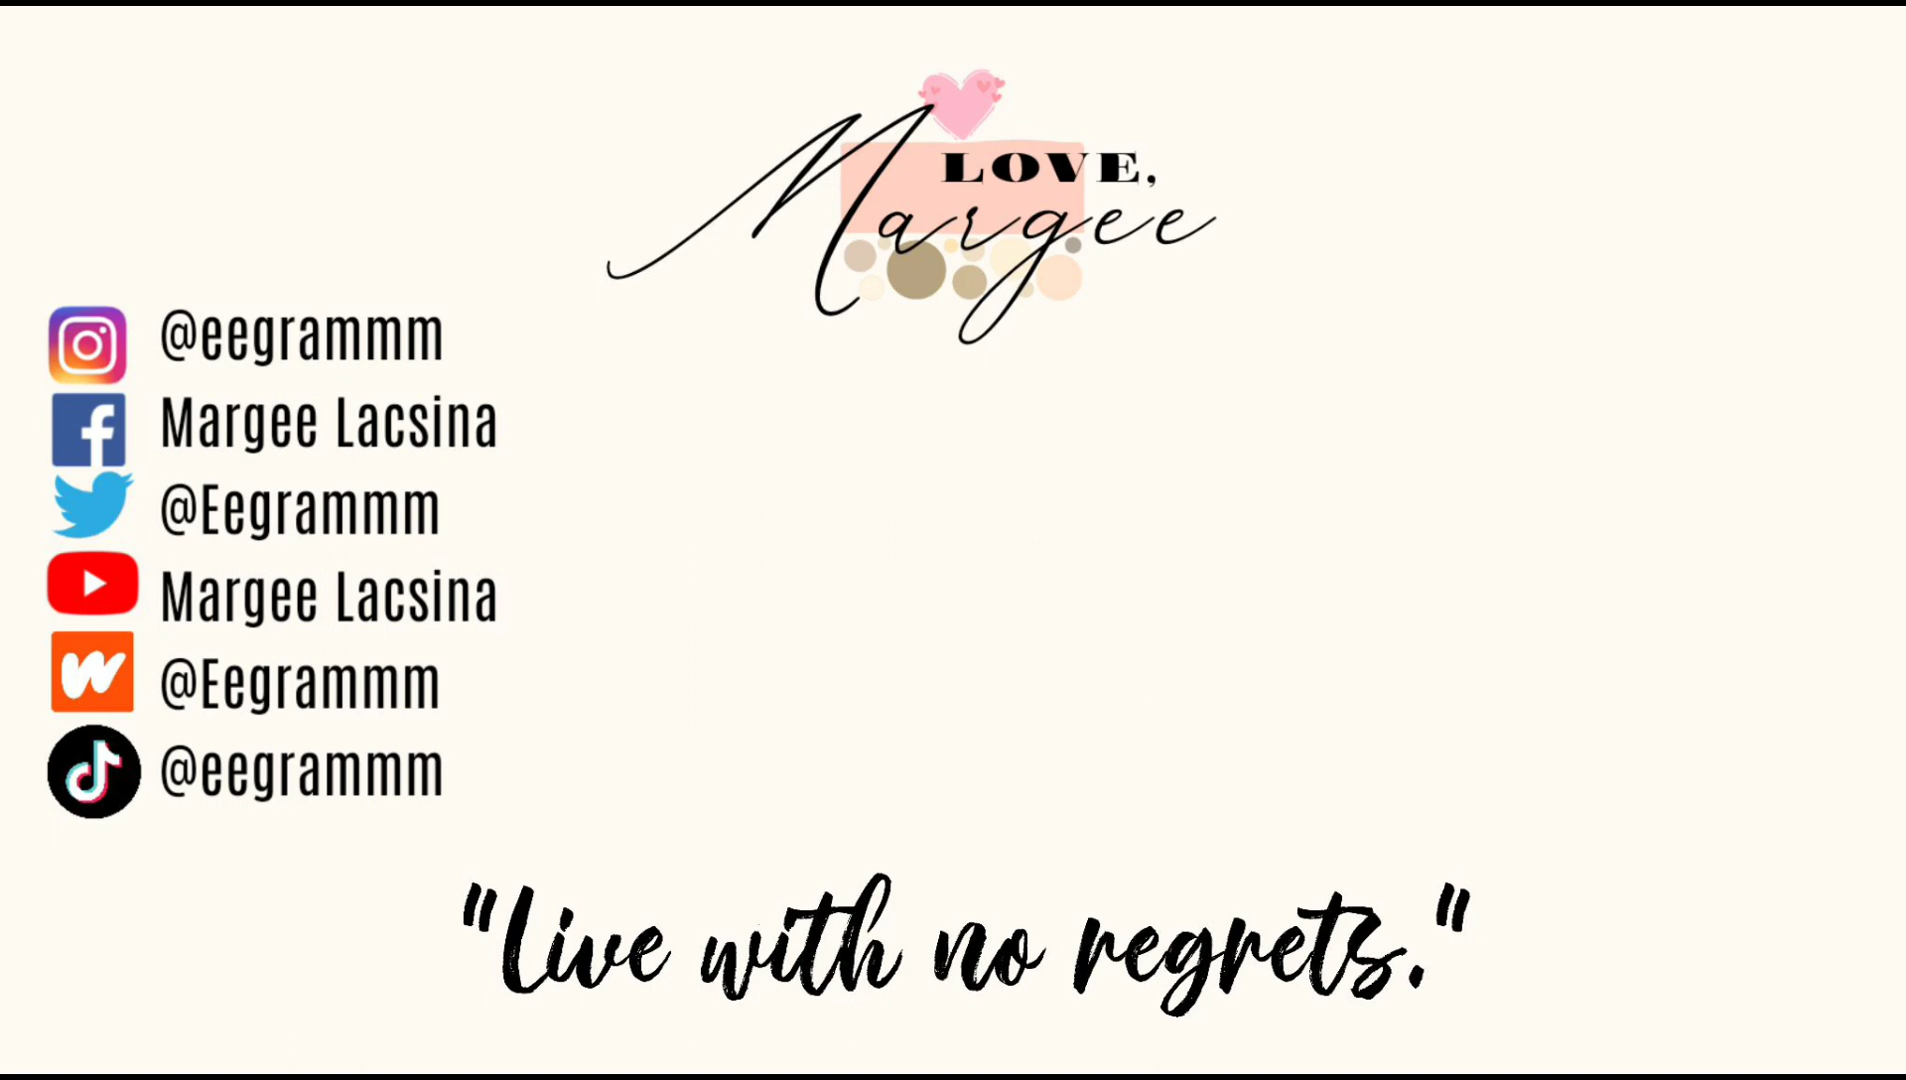 LOVE,
Margee
@eegrammm
Margee Lacsina
@Eegrammm
Margee Lacsina
@Eegrammm
@eegrammm
"Live with no regrets."